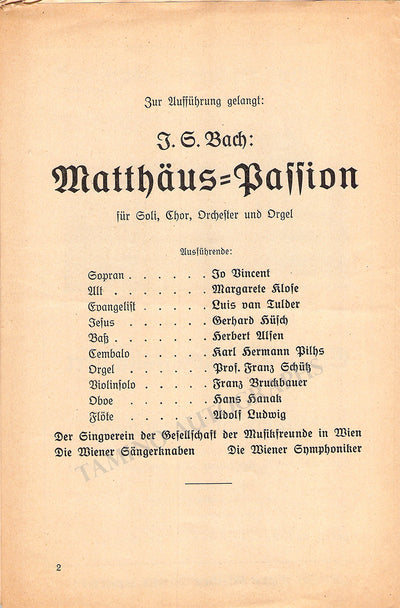 Zur Aufführung gelangt:
J. S. Bach:
Matthäus=Passion
für Soli, Chor, Orchester und Orgel
Ausführende:
Sopran . . . . . . Jo Vincent
Alt . . . . . . . Margarete Klose
Evangelist . . . . . Luis van Tulder
Jesus . . . . . . Gerhard Hüsch
Baß . . . . . . . Herbert Alsen
Cembalo . . . . . Karl Hermann Pilhs
Orgel . . . . . . Prof. Franz Schütz
Violinsolo . . . . . Franz Bruckbauer
Oboe . . . . . . Hans Hanak
Flöte . . . . . . Adolf Ludwig
Der Singverein der Gesellschaft der Musikfreunde in Wien
Die Wiener Sängerknaben Die Wiener Symphoniker
TAMINO AUTOGRAPHS
2